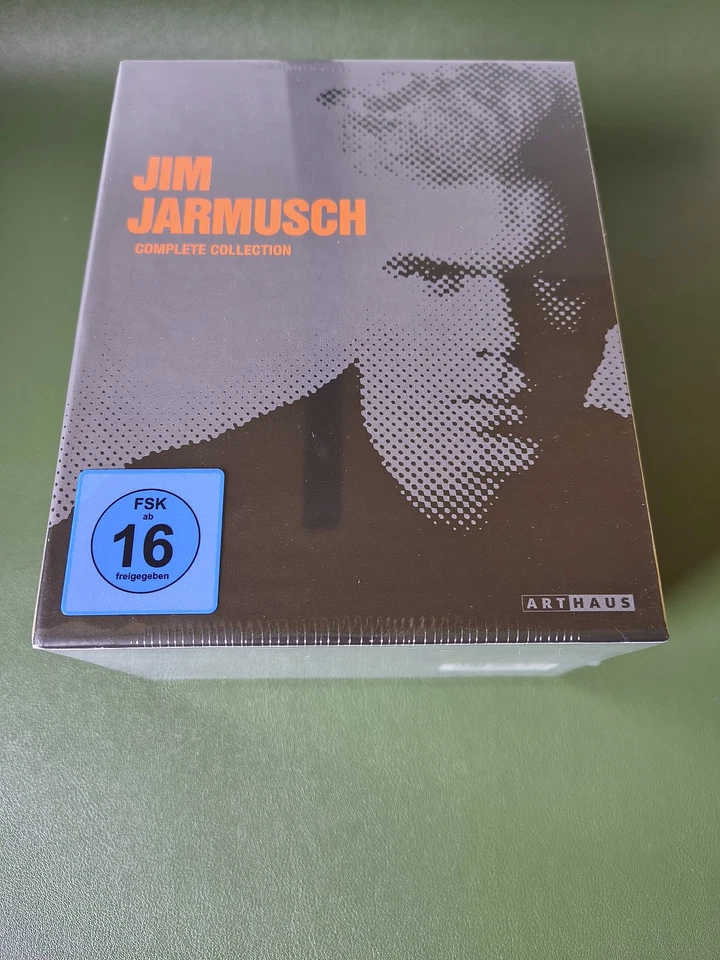 JIM
JARMUSCH
COMPLETE COLLECTION
FSK
ab
16
freigegeben
ARTHAUS